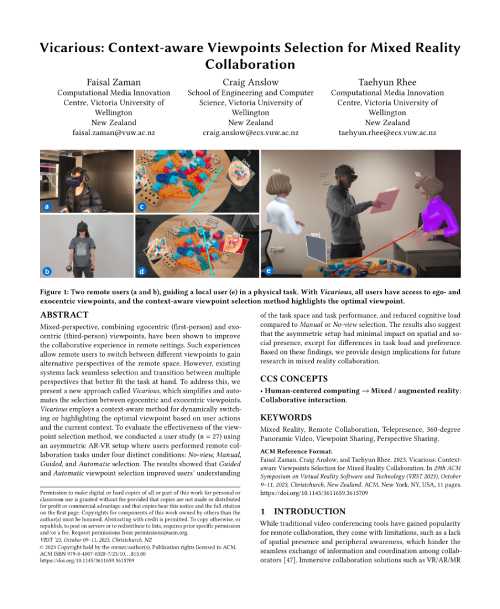 Vicarious: Context-aware Viewpoints Selection for Mixed Reality
Collaboration
Faisal Zaman
Computational Media Innovation
Centre, Victoria University of
Wellington
New Zealand
faisal.zaman@vuw.ac.nz
Craig Anslow
School of Engineering and Computer
Science, Victoria University of
Wellington
New Zealand
craig.anslow@ecs.vuw.ac.nz
Taehyun Rhee
Computational Media Innovation
Centre, Victoria University of
Wellington
New Zealand
taehyun.rhee@ecs.vuw.ac.nz
a
b
c
d
e
Figure 1: Two remote users (a and b), guiding a local user (e) in a physical task. With Vicarious, all users have access to ego- and
exocentric viewpoints, and the context-aware viewpoint selection method highlights the optimal viewpoint.
ABSTRACT
Mixed-perspective, combining egocentric (first-person) and exo-
centric (third-person) viewpoints, have been shown to improve
the collaborative experience in remote settings. Such experiences
allow remote users to switch between different viewpoints to gain
alternative perspectives of the remote space. However, existing
systems lack seamless selection and transition between multiple
perspectives that better fit the task at hand. To address this, we
present a new approach called Vicarious, which simplifies and auto-
mates the selection between egocentric and exocentric viewpoints.
Vicarious employs a context-aware method for dynamically switch-
ing or highlighting the optimal viewpoint based on user actions
and the current context. To evaluate the effectiveness of the view-
point selection method, we conducted a user study (n = 27) using
an asymmetric AR-VR setup where users performed remote col-
laboration tasks under four distinct conditions: No-view, Manual,
Guided, and Automatic selection. The results showed that Guided
and Automatic viewpoint selection improved users' understanding
Permission to make digital or hard copies of all or part of this work for personal or
classroom use is granted without fee provided that copies are not made or distributed
for profit or commercial advantage and that copies bear this notice and the full citation
on the first page. Copyrights for components of this work owned by others than the
author(s) must be honored. Abstracting with credit is permitted. To copy otherwise, or
republish, to post on servers or to redistribute to lists, requires prior specific permission
and/or a fee. Request permissions from permissions@acm.org.
VRST '23, October 09–11, 2023, Christchurch, NZ
© 2023 Copyright held by the owner/author(s). Publication rights licensed to ACM.
https://doi.org/10.1145/3611659.3615709
of the task space and task performance, and reduced cognitive load
compared to Manual or No-view selection. The results also suggest
that the asymmetric setup had minimal impact on spatial and so-
cial presence, except for differences in task load and preference.
Based on these findings, we provide design implications for future
research in mixed reality collaboration.
CCS CONCEPTS
• Human-centered computing → Mixed / augmented reality;
Collaborative interaction.
KEYWORDS
Mixed Reality, Remote Collaboration, Telepresence, 360-degree
Panoramic Video, Viewpoint Sharing, Perspective Sharing.
ACM Reference Format:
Faisal Zaman, Craig Anslow, and Taehyun Rhee. 2023. Vicarious: Context-
aware Viewpoints Selection for Mixed Reality Collaboration. In 29th ACM
Symposium on Virtual Reality Software and Technology (VRST 2023), October
9–11, 2023, Christchurch, New Zealand. ACM, New York, NY, USA, 11 pages.
https://doi.org/10.1145/3611659.3615709
1 INTRODUCTION
While traditional video conferencing tools have gained popularity
for remote collaboration, they come with limitations, such as a lack
of spatial presence and peripheral awareness, which hinder the
seamless exchange of information and coordination among collab-
orators [47]. Immersive collaboration solutions such as VR/AR/MR